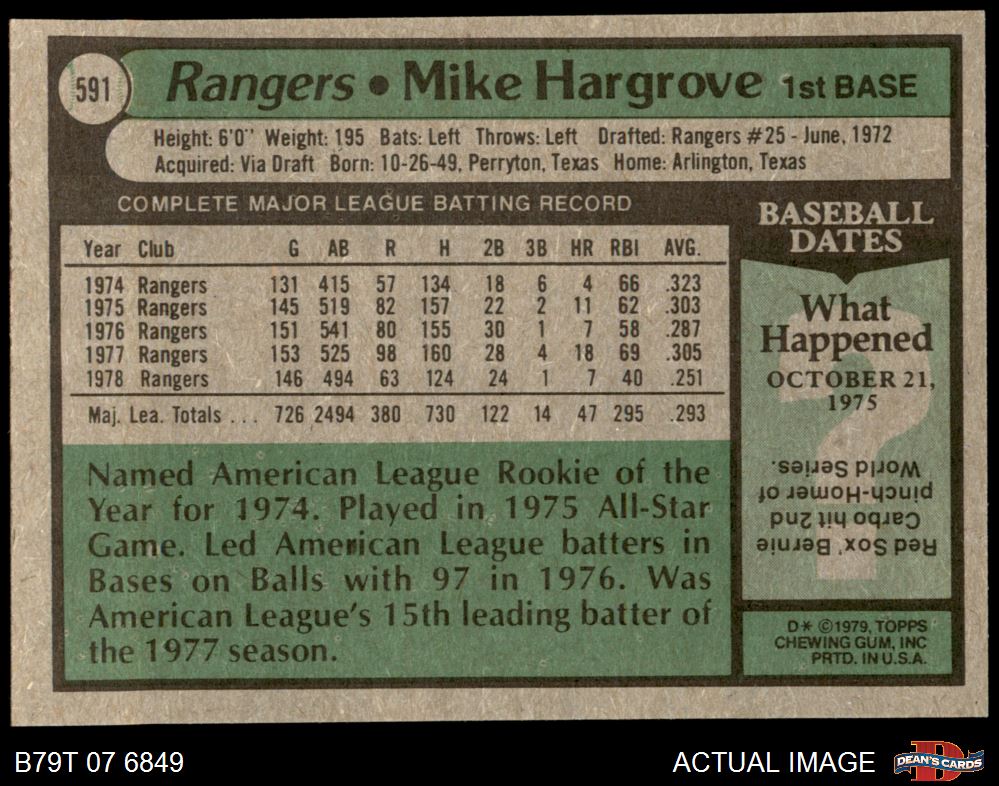 591
Rangers • Mike Hargrove 1st BASE
Height: 6'0" Weight: 195 Bats: Left Throws: Left Drafted: Rangers #25 - June, 1972
Acquired: Via Draft Born: 10-26-49, Perryton, Texas Home: Arlington, Texas
COMPLETE MAJOR LEAGUE BATTING RECORD
Year Club G AB R H 2B 3B HR RBI AVG.
1974 Rangers 131 415 57 134 18 6 4 66 .323
1975 Rangers 145 519 82 157 22 2 11 62 .303
1976 Rangers 151 541 80 155 30 1 7 58 .287
1977 Rangers 153 525 98 160 28 4 18 69 .305
1978 Rangers 146 494 63 124 24 1 7 40 .251
Maj. Lea. Totals . . . 726 2494 380 730 122 14 47 295 .293
Named American League Rookie of the
Year for 1974. Played in 1975 All-Star
Game. Led American League batters in
Bases on Balls with 97 in 1976. Was
American League's 15th leading batter of
the 1977 season.
BASEBALL
DATES
What
Happened
OCTOBER 21,
1975
?
Red Sox' Bernie
Carbo hit 2nd
pinch-Homer of
World Series.
D* ©1979, TOPPS
CHEWING GUM, INC
PRTD. IN U.S.A.
B79T 07 6849
ACTUAL IMAGE
D
DEAN'S CARDS